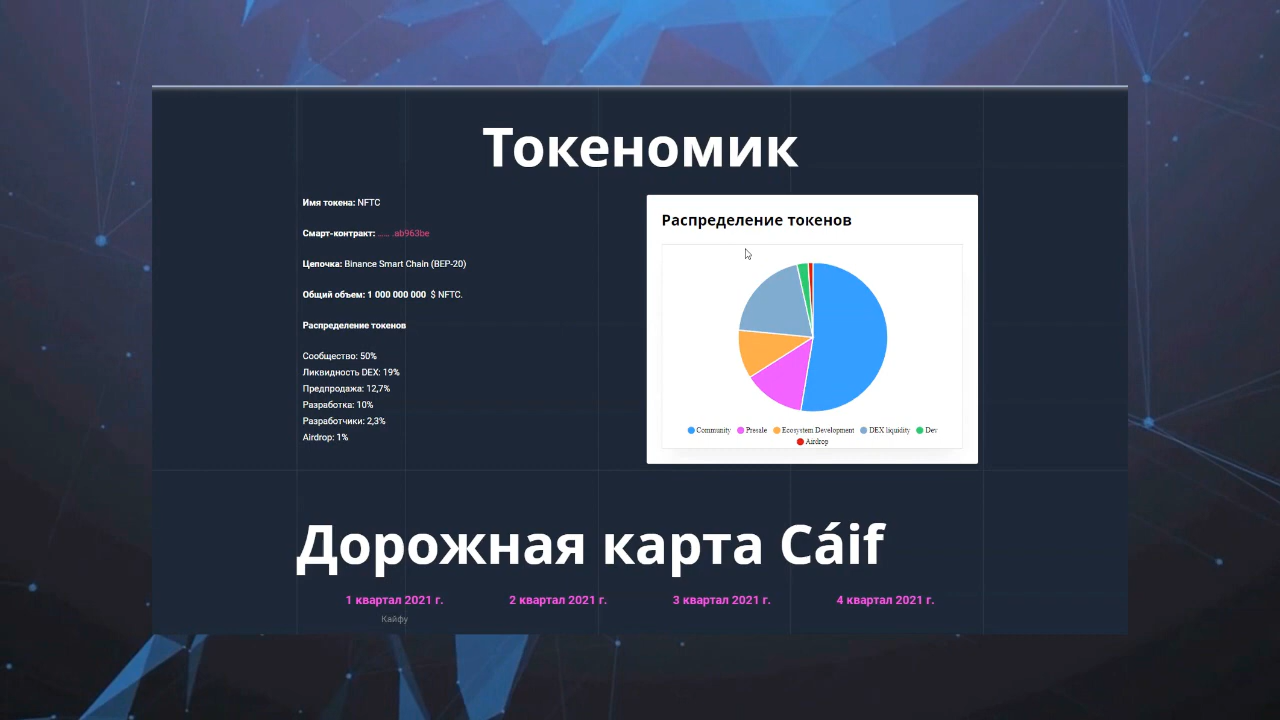 Токеномик
Имя токена: NFTC
Смарт-контракт: ...... .ab963be
Цепочка: Binance Smart Chain (BEP-20)
Общий объем: 1 000 000 000 $ NFTC.
Распределение токенов
Сообщество: 50%
Ликвидность DEX: 19%
Предпродажа: 12,7%
Разработка: 10%
Разработчики: 2,3%
Airdrop: 1%
Распределение токенов
Community Presale Ecosystem Development DEX liquidity Dev
Airdrop
Дорожная карта Cáif
1 квартал 2021 г. 2 квартал 2021 г. 3 квартал 2021 г. 4 квартал 2021 г.
Кайфу